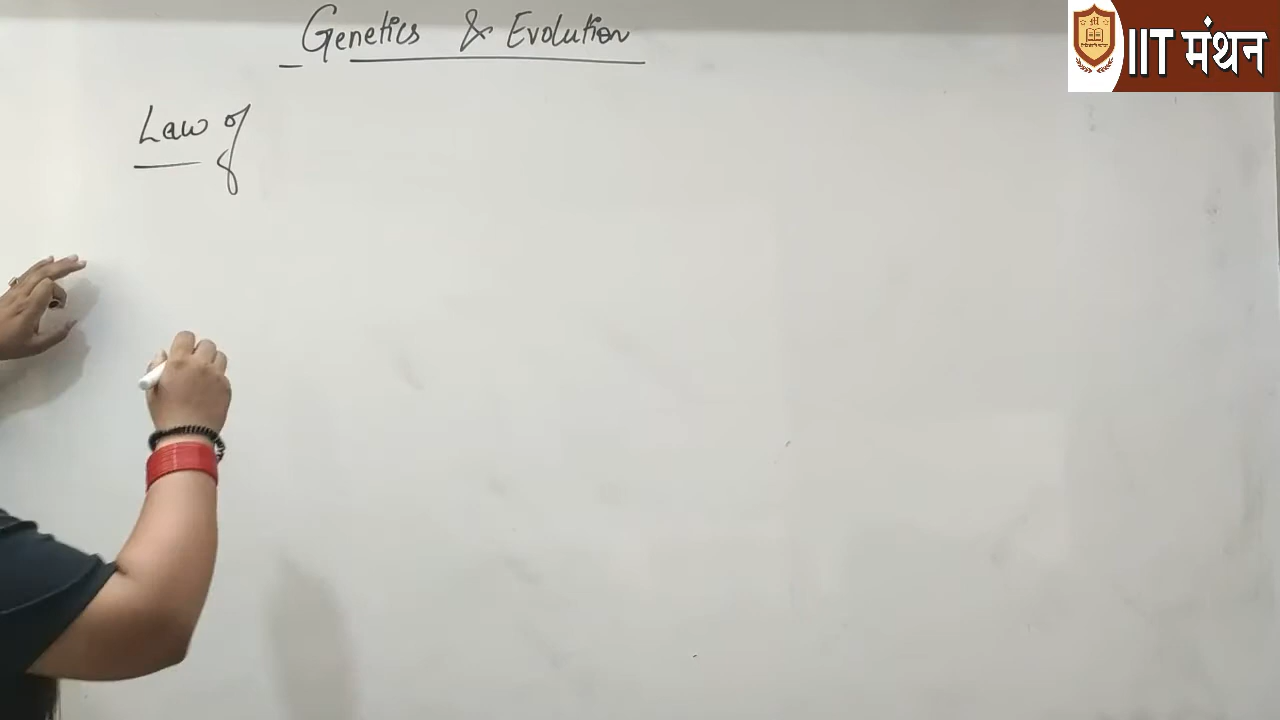 Genetics & Evolution
IIT मंथन
Law of